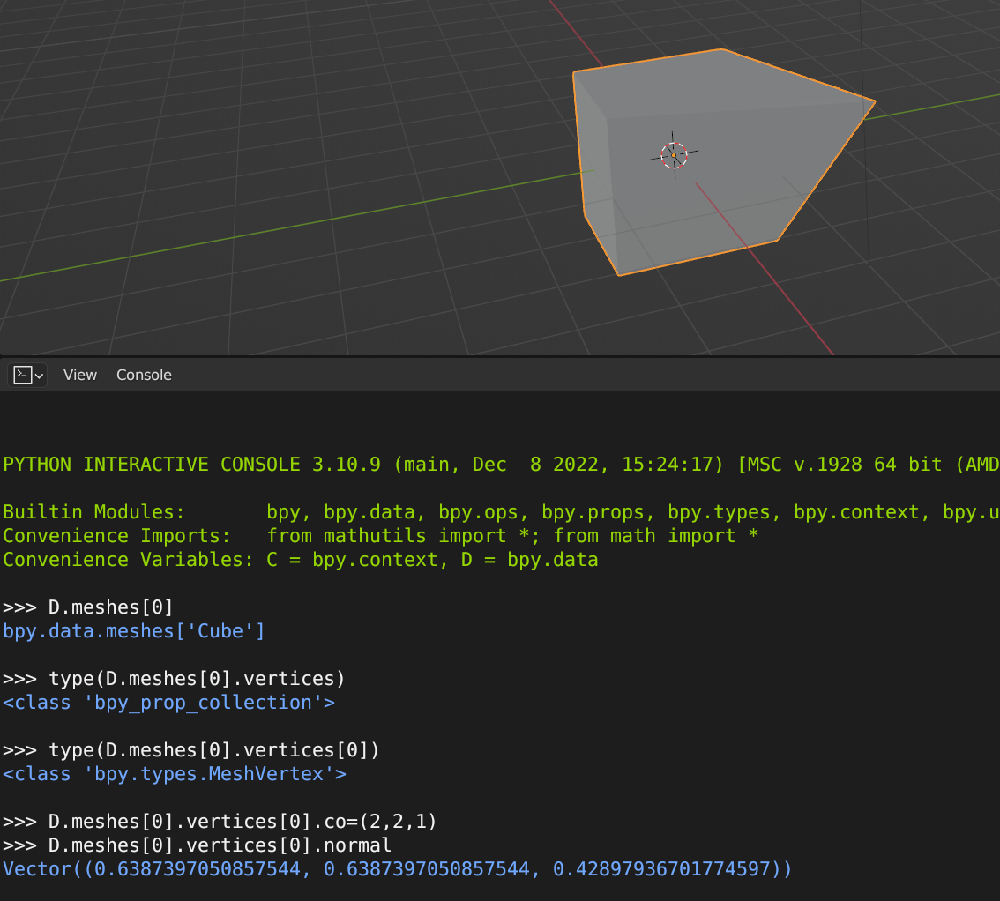 View Console
PYTHON INTERACTIVE CONSOLE 3.10.9 (main, Dec  8 2022, 15:24:17) [MSC v.1928 64 bit (AMD
Builtin Modules:       bpy, bpy.data, bpy.ops, bpy.props, bpy.types, bpy.context, bpy.u
Convenience Imports:   from mathutils import *; from math import *
Convenience Variables: C = bpy.context, D = bpy.data
>>> D.meshes[0]
bpy.data.meshes['Cube']
>>> type(D.meshes[0].vertices)
<class 'bpy_prop_collection'>
>>> type(D.meshes[0].vertices[0])
<class 'bpy.types.MeshVertex'>
>>> D.meshes[0].vertices[0].co=(2,2,1)
>>> D.meshes[0].vertices[0].normal
Vector((0.6387397050857544, 0.6387397050857544, 0.42897936701774597))